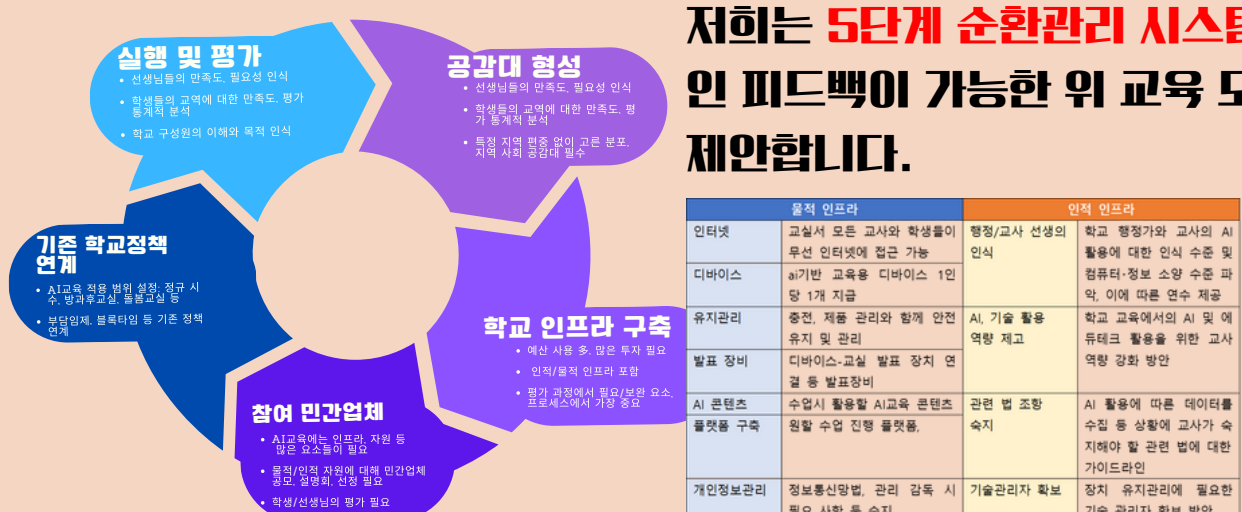 실행 및 평가
• 선생님들의 만족도, 필요성 인식
• 학생들의 교역에 대한 만족도, 평가
통계적 분석
• 학교 구성원의 이해와 목적 인식
공감대 형성
• 선생님들의 만족도, 필요성 인식
• 학생들의 교역에 대한 만족도, 평
가 통계적 분석
• 특정 지역 편중 없이 고른 분포,
지역 사회 공감대 필수
기존 학교정책
연계
• AI교육 적용 범위 설정: 정규 시
수, 방과후교실, 돌봄교실 등
• 부담임제, 블록타임 등 기존 정책
연계
학교 인프라 구축
• 예산 사용 多, 많은 투자 필요
• 인적/물적 인프라 포함
• 평가 과정에서 필요/보완 요소,
프로세스에서 가장 중요
참여 민간업체
• AI교육에는 인프라, 자원 등
많은 요소들이 필요
• 물적/인적 자원에 대해 민간업체
공모, 설명회, 선정 필요
• 학생/선생님의 평가 필요
저희는 5단계 순환관리 시스템
인 피드백이 가능한 위 교육 모
제안합니다.
물적 인프라 인적 인프라
인터넷 교실서 모든 교사와 학생들이
무선 인터넷에 접근 가능
디바이스 ai기반 교육용 디바이스 1인
당 1개 지급
유지관리 충전, 제품 관리와 함께 안전
유지 및 관리
발표 장비 디바이스-교실 발표 장치 연
결 등 발표장비
AI 콘텐츠 수업시 활용할 AI교육 콘텐츠
플랫폼 구축 원할 수업 진행 플랫폼,
개인정보관리 정보통신망법, 관리 감독 시
필요 사항 등 숙지
행정/교사 선생의
인식
학교 행정가와 교사의 AI
활용에 대한 인식 수준 및
컴퓨터·정보 소양 수준 파
악, 이에 따른 연수 제공
AI, 기술 활용
역량 제고
학교 교육에서의 AI 및 에
듀테크 활용을 위한 교사
역량 강화 방안
관련 법 조항
숙지
AI 활용에 따른 데이터를
수집 등 상황에 교사가 숙
지해야 할 관련 법에 대한
가이드라인
기술관리자 확보 장치 유지관리에 필요한
기술 관리자 확보 방안